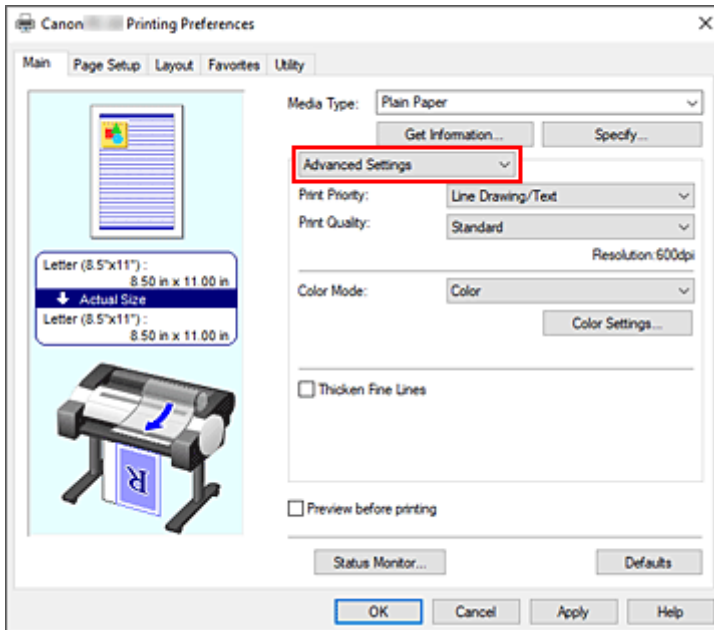 Canon Printing Preferences
Main Page Setup Layout Favorites Utility
Media Type: Plain Paper
Get Information... Specify...
Advanced Settings
Print Priority: Line Drawing/Text
Print Quality: Standard
Resolution:600dpi
Color Mode: Color
Color Settings...
Thicken Fine Lines
Preview before printing
Letter (8.5"x11") :
8.50 in x 11.00 in
Actual Size
Letter (8.5"x11") :
8.50 in x 11.00 in
R
Status Monitor... Defaults
OK Cancel Apply Help